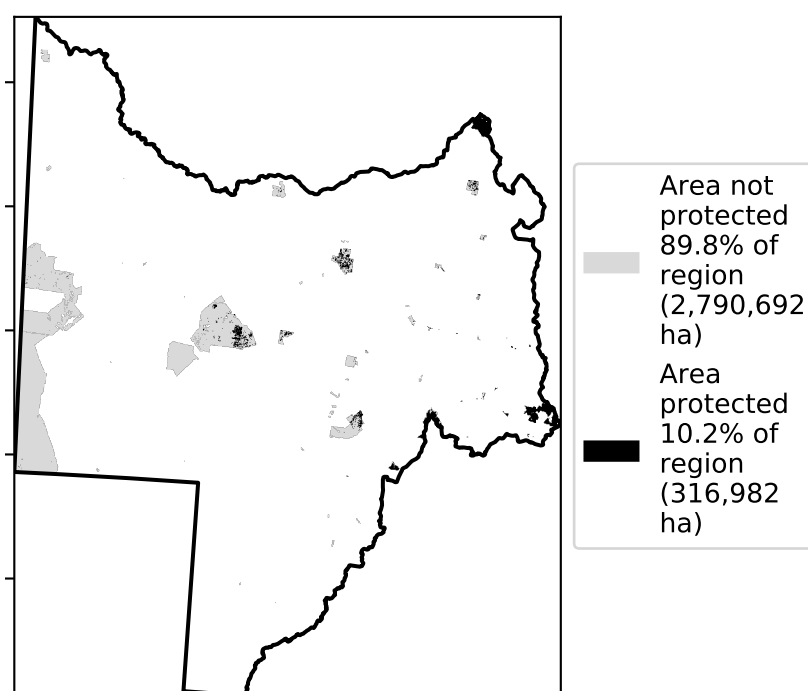 Area not
protected
89.8% of
region
(2,790,692
ha)
Area
protected
10.2% of
region
(316,982
ha)